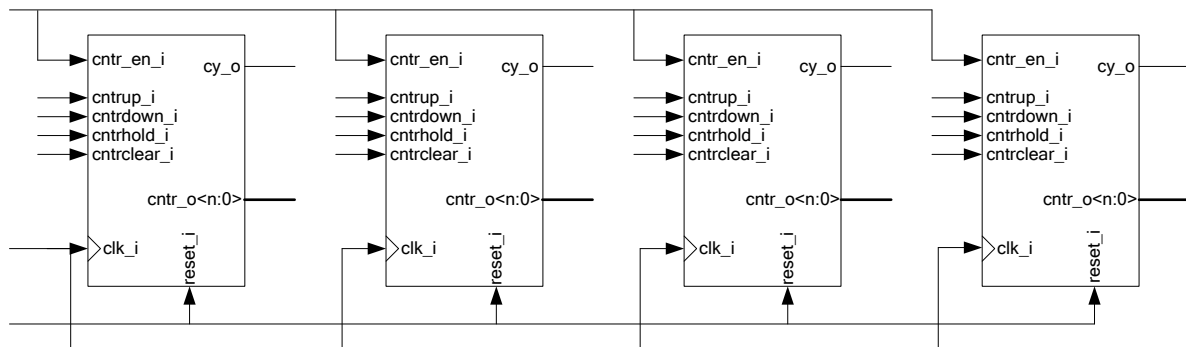 cntr_en_i
cy_o
cntrup_i
cntrdown_i
cntrhold_i
cntrclear_i
cntr_o<n:0>
clk_i
reset_i
cntr_en_i
cy_o
cntrup_i
cntrdown_i
cntrhold_i
cntrclear_i
cntr_o<n:0>
clk_i
reset_i
cntr_en_i
cy_o
cntrup_i
cntrdown_i
cntrhold_i
cntrclear_i
cntr_o<n:0>
clk_i
reset_i
cntr_en_i
cy_o
cntrup_i
cntrdown_i
cntrhold_i
cntrclear_i
cntr_o<n:0>
clk_i
reset_i